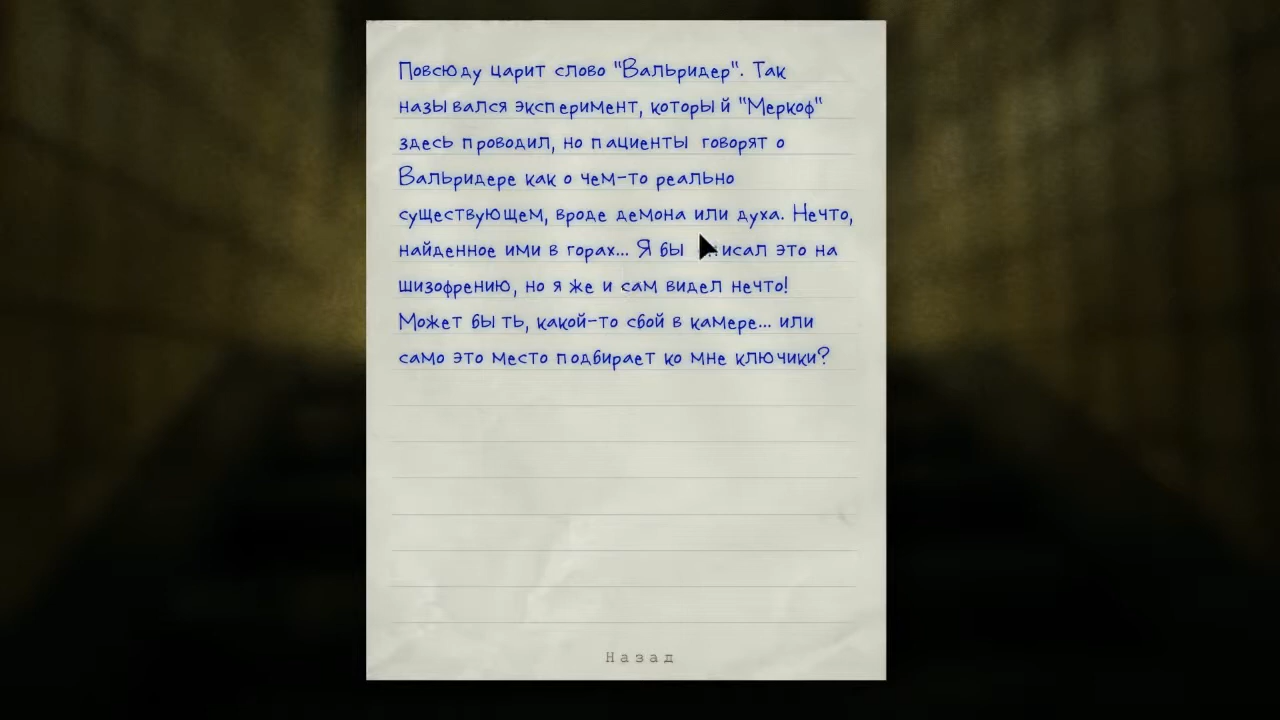 Повсюду царит слово "Вальридер". Так
называлcя эксперимент, который "Меркоф"
здесь проводил, но пациенты говорят о
Вальридере как о чем-то реально
существующем, вроде демона или духа. Нечто,
найденное ими в горах... Я бы это на
шизофрению, но я же и сам видел нечто!
Может быть, какой-то сбой в камере... или
само это место подбирает ко мне ключики?
Назад